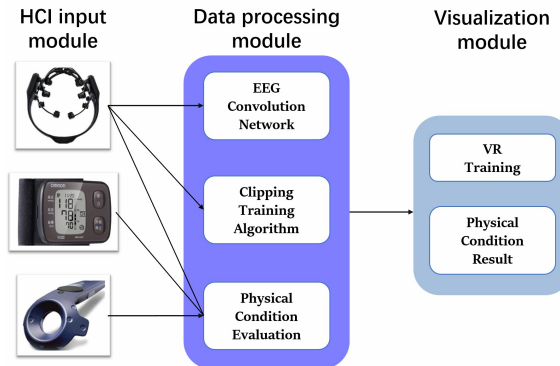 HCI input
module
Data processing
module
Visualization
module
EEG
Convolution
Network
Clipping
Training
Algorithm
Physical
Condition
Evaluation
VR
Training
Physical
Condition
Result